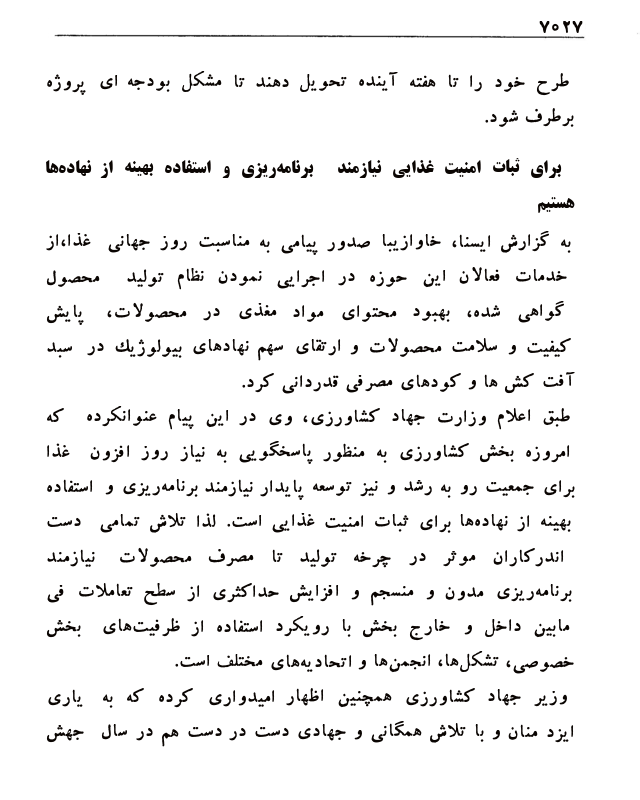 ۷۰۲۷
طرح خود را تا هفته آینده تحویل دهند تا مشکل بودجه ای پروژه
برطرف شود.
برای ثبات امنیت غذایی نیازمند برنامه‌ریزی و استفاده بهینه از نهاده‌ها
هستیم
به گزارش ایسنا، خاوازیبا صدور پیامی به مناسبت روز جهانی غذا،از
خدمات فعالان این حوزه در اجرایی نمودن نظام تولید محصول
گواهی شده، بهبود محتوای مواد مغذی در محصولات، پایش
کیفیت و سلامت محصولات و ارتقای سهم نهادهای بیولوژیك در سبد
آفت کش ها و کودهای مصرفی قدردانی کرد.
طبق اعلام وزارت جهاد کشاورزی، وی در این پیام عنوانکرده که
امروزه بخش کشاورزی به منظور پاسخگویی به نیاز روز افزون غذا
برای جمعیت رو به رشد و نیز توسعه پایدار نیازمند برنامه‌ریزی و استفاده
بهینه از نهاده‌ها برای ثبات امنیت غذایی است. لذا تلاش تمامی دست
اندرکاران موثر در چرخه تولید تا مصرف محصولات نیازمند
برنامه‌ریزی مدون و منسجم و افزایش حداکثری از سطح تعاملات فی
مابین داخل و خارج بخش با رویکرد استفاده از ظرفیت‌های بخش
خصوصی، تشکل‌ها، انجمن‌ها و اتحادیه‌های مختلف است.
وزیر جهاد کشاورزی همچنین اظهار امیدواری کرده که به یاری
ایزد منان و با تلاش همگانی و جهادی دست در دست هم در سال جهش